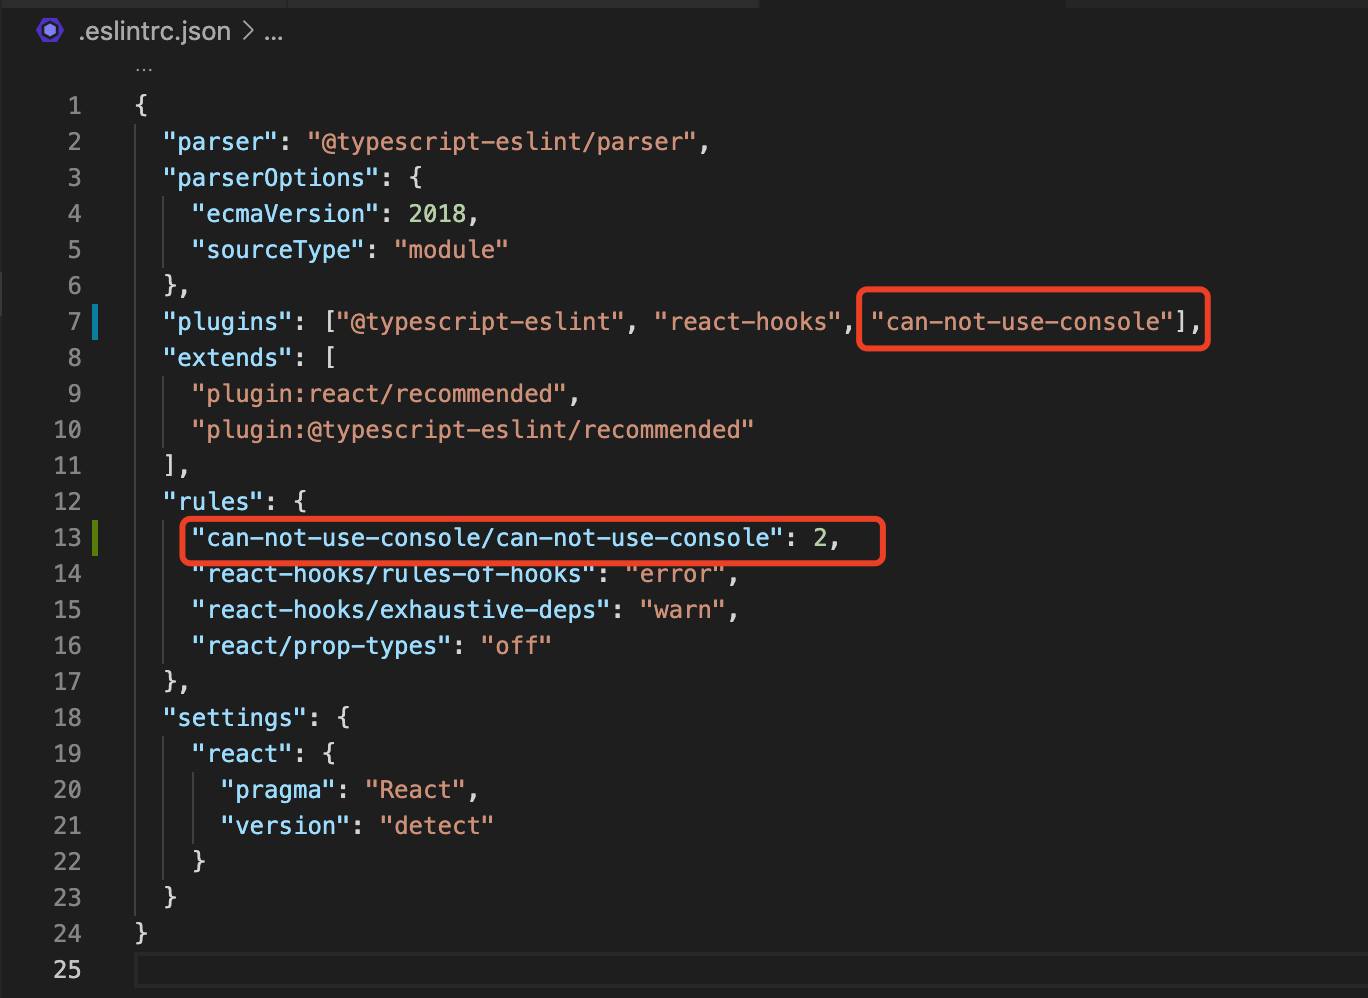 .eslintrc.json > ...
...
1 {
2 "parser": "@typescript-eslint/parser",
3 "parserOptions": {
4 "ecmaVersion": 2018,
5 "sourceType": "module"
6 },
7 "plugins": ["@typescript-eslint", "react-hooks", "can-not-use-console"],
8 "extends": [
9 "plugin:react/recommended",
10 "plugin:@typescript-eslint/recommended"
11 ],
12 "rules": {
13 "can-not-use-console/can-not-use-console": 2,
14 "react-hooks/rules-of-hooks": "error",
15 "react-hooks/exhaustive-deps": "warn",
16 "react/prop-types": "off"
17 },
18 "settings": {
19 "react": {
20 "pragma": "React",
21 "version": "detect"
22 }
23 }
24 }
25